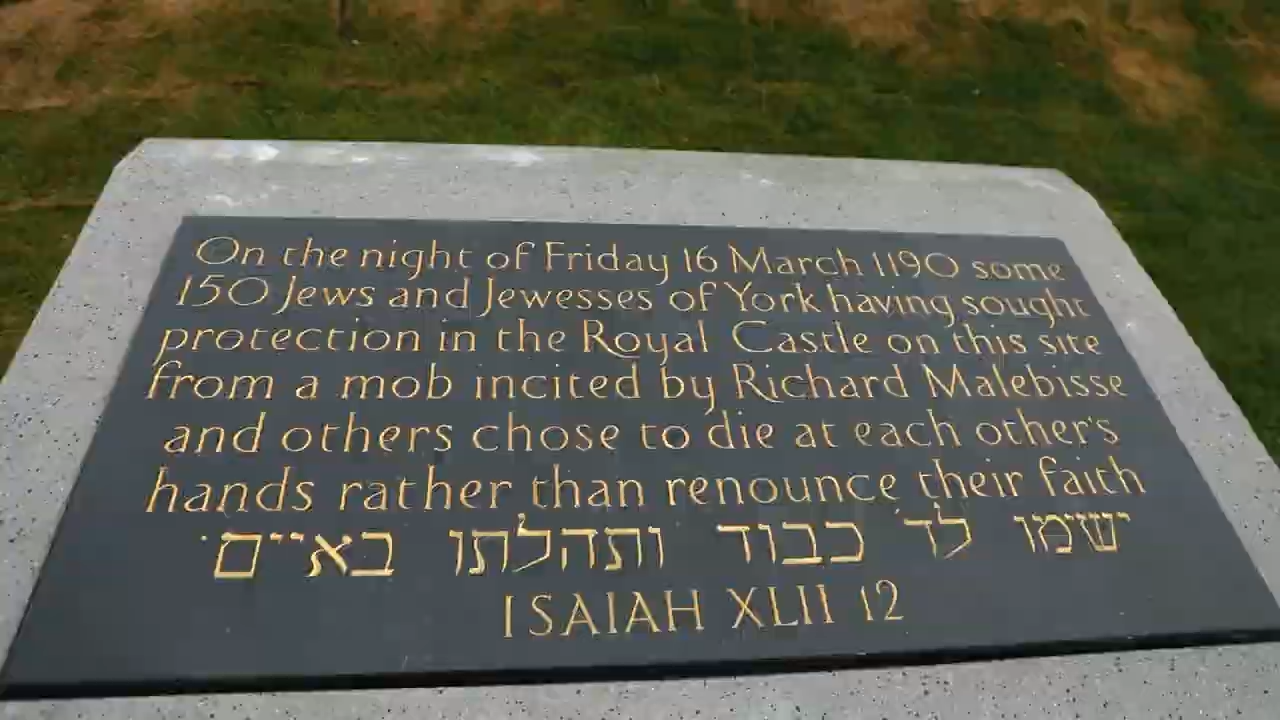 On the night of Friday 16 March 1190 some
150 Jews and Jewesses of York having sought
protection in the Royal Castle on this site
from a mob incited by Richard Malebisse
and others chose to die at each other's
hands rather than renounce their faith
ישימו לד׳ כבוד ותהלתו באיים׃
ISAIAH XLII 12